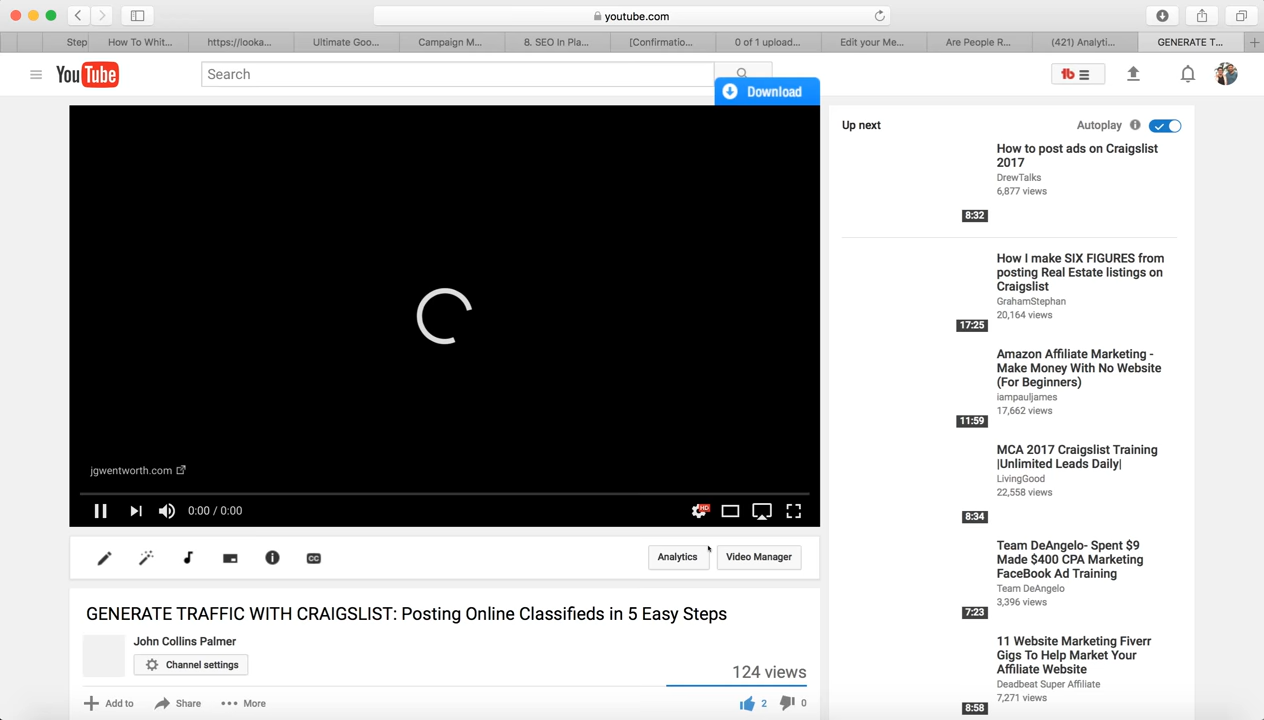 youtube.com
Step
How To Whit...
https://looka...
Ultimate Goo...
Campaign M...
8. SEO In Pla...
[Confirmatio...
0 of 1 upload...
Edit your Me...
Are People R...
(421) Analyti...
GENERATE T...
YouTube
Search
tb
Download
jgwentworth.com
0:00 / 0:00
HD
CC
Analytics
Video Manager
GENERATE TRAFFIC WITH CRAIGSLIST: Posting Online Classifieds in 5 Easy Steps
John Collins Palmer
Channel settings
124 views
Add to
Share
More
2
0
Up next
Autoplay
How to post ads on Craigslist
2017
DrewTalks
6,877 views
8:32
How I make SIX FIGURES from
posting Real Estate listings on
Craigslist
GrahamStephan
20,164 views
17:25
Amazon Affiliate Marketing -
Make Money With No Website
(For Beginners)
iampauljames
17,662 views
11:59
MCA 2017 Craigslist Training
|Unlimited Leads Daily|
LivingGood
22,558 views
8:34
Team DeAngelo- Spent $9
Made $400 CPA Marketing
FaceBook Ad Training
Team DeAngelo
3,396 views
7:23
11 Website Marketing Fiverr
Gigs To Help Market Your
Affiliate Website
Deadbeat Super Affiliate
7,271 views
8:58